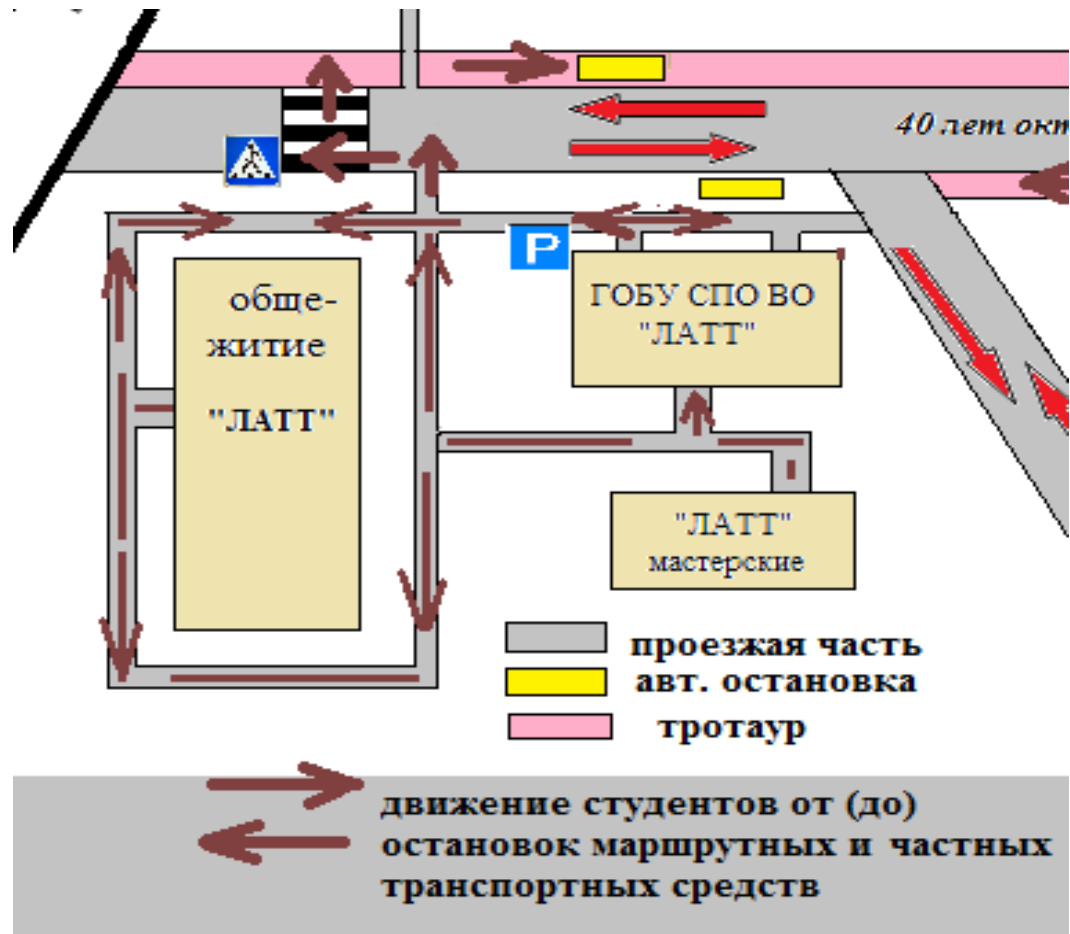 40 лет окт
P
обще-
житие
"ЛАТТ"
ГОБУ СПО ВО
"ЛАТТ"
"ЛАТТ"
мастерские
проезжая часть
авт. остановка
тротаур
движение студентов от (до)
остановок маршрутных и частных
транспортных средств